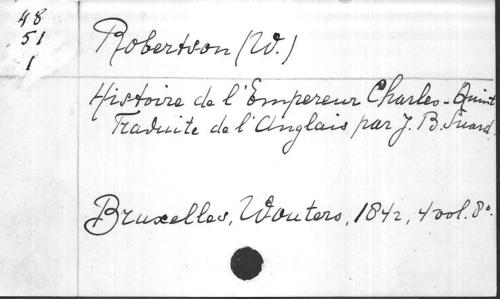 48
51
1
Robertson (W.)
Histoire de l'Empereur Charles-Quint
Traduite de l'Anglais par J. B. Suard.
Bruxelles, Wouters, 1842, 4 vol. 8º.